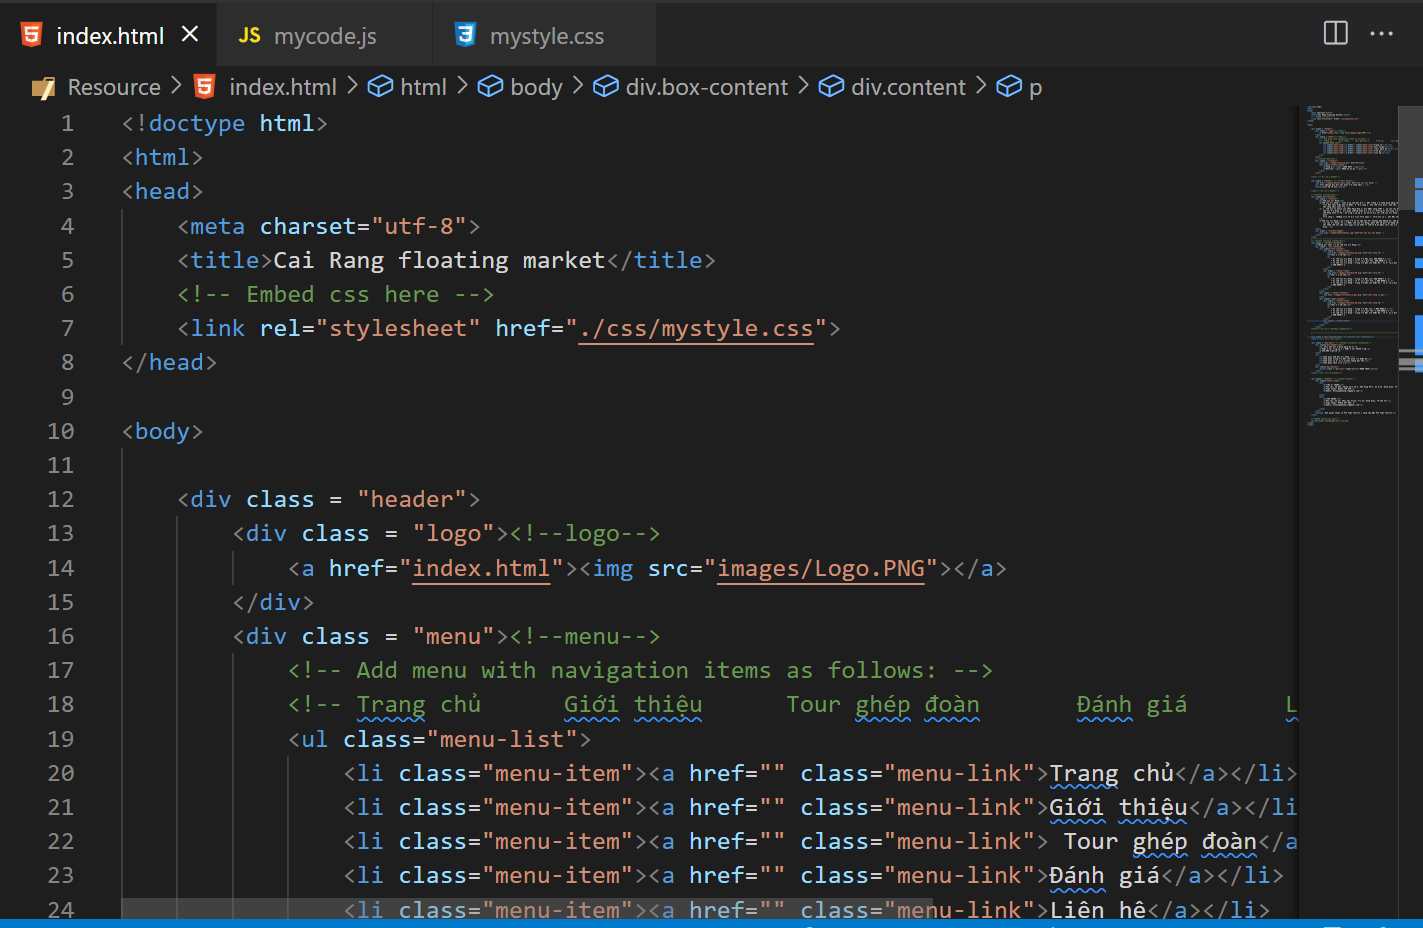 index.html × JS mycode.js mystyle.css ...
Resource > index.html > html > body > div.box-content > div.content > p
1 <!doctype html>
2 <html>
3 <head>
4 <meta charset="utf-8">
5 <title>Cai Rang floating market</title>
6 <!-- Embed css here -->
7 <link rel="stylesheet" href="./css/mystyle.css">
8 </head>
9
10 <body>
11
12 <div class = "header">
13 <div class = "logo"><!--logo-->
14 <a href="index.html"><img src="images/Logo.PNG"></a>
15 </div>
16 <div class = "menu"><!--menu-->
17 <!-- Add menu with navigation items as follows: -->
18 <!-- Trang chủ Giới thiệu Tour ghép đoàn Đánh giá L
19 <ul class="menu-list">
20 <li class="menu-item"><a href="" class="menu-link">Trang chủ</a></li>
21 <li class="menu-item"><a href="" class="menu-link">Giới thiệu</a></li
22 <li class="menu-item"><a href="" class="menu-link"> Tour ghép đoàn</a
23 <li class="menu-item"><a href="" class="menu-link">Đánh giá</a></li>
24 <li class="menu-item"><a href="" class="menu-link">Liên hê</a></li>